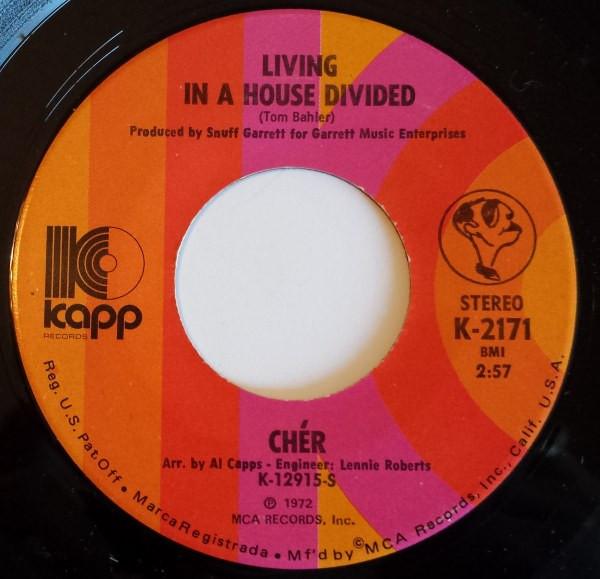 LIVING
IN A HOUSE DIVIDED
(Tom Bahler)
Produced by Snuff Garrett for Garrett Music Enterprises
kapp
RECORDS
STEREO
K-2171
BMI
2:57
CHÉR
Arr. by Al Capps - Engineer: Lennie Roberts
K-12915-S
℗ 1972
MCA RECORDS, Inc.
Reg. U.S. Pat. Off • Marca Registrada • Mf'd by ©MCA Records, Inc., Calif. U.S.A.